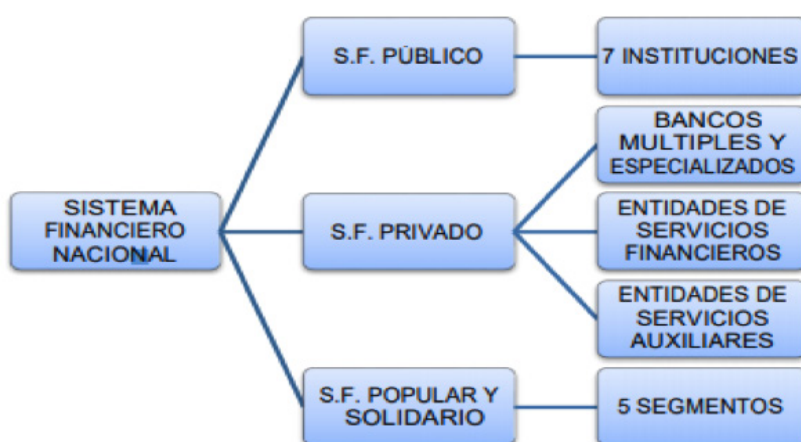 S.F. PÚBLICO
7 INSTITUCIONES
BANCOS
MULTIPLES Y
ESPECIALIZADOS
SISTEMA
FINANCIERO
NACIONAL
S.F. PRIVADO
ENTIDADES DE
SERVICIOS
FINANCIEROS
ENTIDADES DE
SERVICIOS
AUXILIARES
S.F. POPULAR Y
SOLIDARIO
5 SEGMENTOS